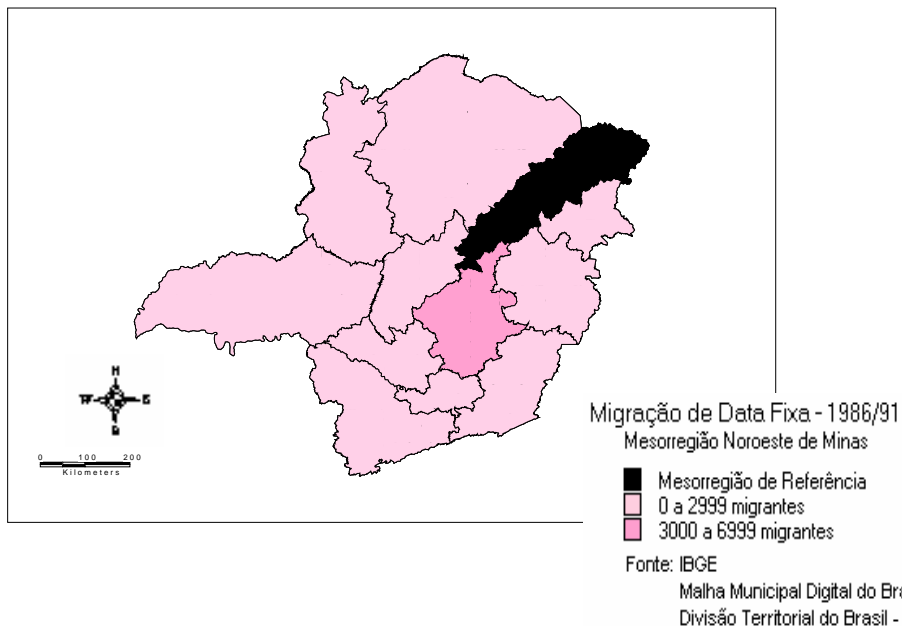 N
W E
S
0 100 200
Kilometers
Migração de Data Fixa - 1986/91
Mesorregião Noroeste de Minas
Mesorregião de Referência
0 a 2999 migrantes
3000 a 6999 migrantes
Fonte: IBGE
Malha Municipal Digital do Bra
Divisão Territorial do Brasil -